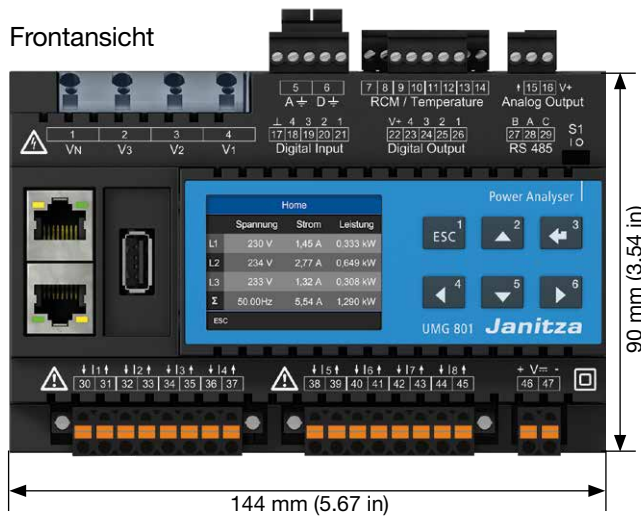 Frontansicht
5 6
A ⏚ D ⏚
7 8 9 10 11 12 13 14
RCM / Temperature
↑ 15 16 V+
Analog Output
1 2 3 4
VN V3 V2 V1
⊥ 4 3 2 1
17 18 19 20 21
Digital Input
V+ 4 3 2 1
22 23 24 25 26
Digital Output
B A C
27 28 29
RS 485
S1
I O
Home
Spannung Strom Leistung
L1 230 V 1,45 A 0,333 kW
L2 234 V 2,77 A 0,649 kW
L3 233 V 1,32 A 0,308 kW
Σ 50.00Hz 5,54 A 1,290 kW
ESC
Power Analyser
ESC 1 ▲ 2 3
◀ 4 ▼ 5 ▶ 6
UMG 801 Janitza
↓ I1 ↑ ↓ I2 ↑ ↓ I3 ↑ ↓ I4 ↑
30 31 32 33 34 35 36 37
↓ I5 ↑ ↓ I6 ↑ ↓ I7 ↑ ↓ I8 ↑
38 39 40 41 42 43 44 45
+ V⎓ -
46 47
90 mm (3.54 in)
144 mm (5.67 in)